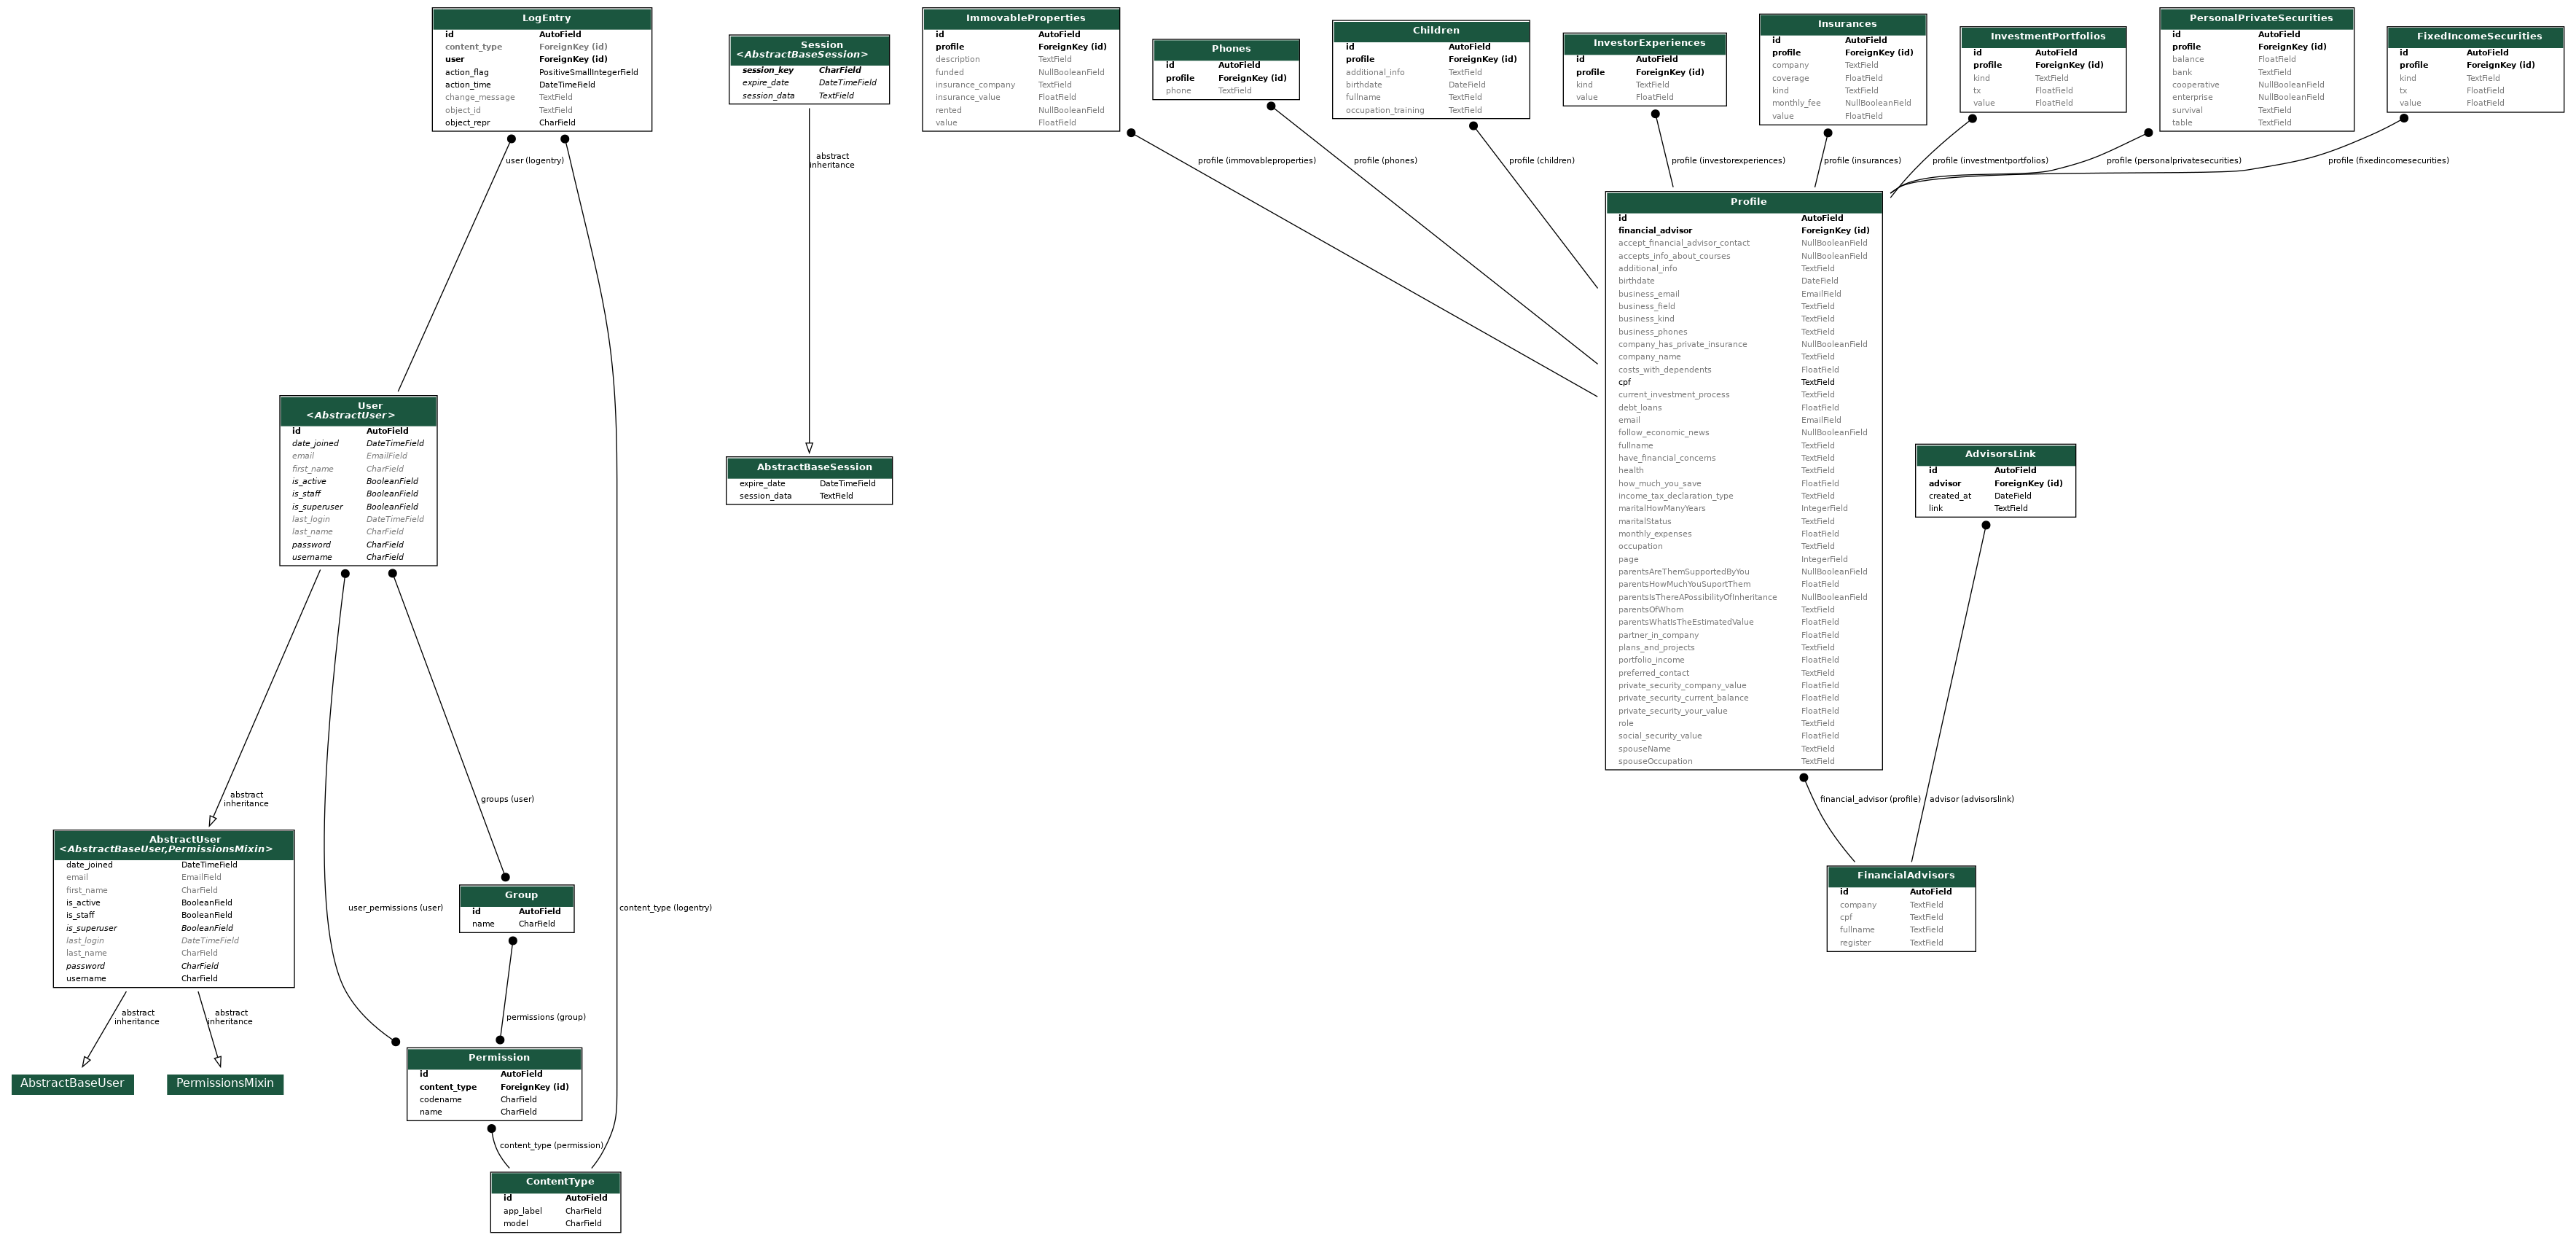 LogEntry
id AutoField
content_type ForeignKey (id)
user ForeignKey (id)
action_flag PositiveSmallIntegerField
action_time DateTimeField
change_message TextField
object_id TextField
object_repr CharField
Session
<AbstractBaseSession>
session_key CharField
expire_date DateTimeField
session_data TextField
ImmovableProperties
id AutoField
profile ForeignKey (id)
description TextField
funded NullBooleanField
insurance_company TextField
insurance_value FloatField
rented NullBooleanField
value FloatField
Phones
id AutoField
profile ForeignKey (id)
phone TextField
Children
id AutoField
profile ForeignKey (id)
additional_info TextField
birthdate DateField
fullname TextField
occupation_training TextField
InvestorExperiences
id AutoField
profile ForeignKey (id)
kind TextField
value FloatField
Insurances
id AutoField
profile ForeignKey (id)
company TextField
coverage FloatField
kind TextField
monthly_fee NullBooleanField
value FloatField
InvestmentPortfolios
id AutoField
profile ForeignKey (id)
kind TextField
tx FloatField
value FloatField
PersonalPrivateSecurities
id AutoField
profile ForeignKey (id)
balance FloatField
bank TextField
cooperative NullBooleanField
enterprise NullBooleanField
survival TextField
table TextField
FixedIncomeSecurities
id AutoField
profile ForeignKey (id)
kind TextField
tx FloatField
value FloatField
user (logentry)
abstract
inheritance
profile (immovableproperties)
profile (phones)
profile (children)
profile (investorexperiences)
profile (insurances)
profile (investmentportfolios)
profile (personalprivatesecurities)
profile (fixedincomesecurities)
Profile
id AutoField
financial_advisor ForeignKey (id)
accept_financial_advisor_contact NullBooleanField
accepts_info_about_courses NullBooleanField
additional_info TextField
birthdate DateField
business_email EmailField
business_field TextField
business_kind TextField
business_phones TextField
company_has_private_insurance NullBooleanField
company_name TextField
costs_with_dependents FloatField
cpf TextField
current_investment_process TextField
debt_loans FloatField
email EmailField
follow_economic_news NullBooleanField
fullname TextField
have_financial_concerns TextField
health TextField
how_much_you_save FloatField
income_tax_declaration_type TextField
maritalHowManyYears IntegerField
maritalStatus TextField
monthly_expenses FloatField
occupation TextField
page IntegerField
parentsAreThemSupportedByYou NullBooleanField
parentsHowMuchYouSuportThem FloatField
parentsIsThereAPossibilityOfInheritance NullBooleanField
parentsOfWhom TextField
parentsWhatIsTheEstimatedValue FloatField
partner_in_company FloatField
plans_and_projects TextField
portfolio_income FloatField
preferred_contact TextField
private_security_company_value FloatField
private_security_current_balance FloatField
private_security_your_value FloatField
role TextField
social_security_value FloatField
spouseName TextField
spouseOccupation TextField
User
<AbstractUser>
id AutoField
date_joined DateTimeField
email EmailField
first_name CharField
is_active BooleanField
is_staff BooleanField
is_superuser BooleanField
last_login DateTimeField
last_name CharField
password CharField
username CharField
AbstractBaseSession
expire_date DateTimeField
session_data TextField
AdvisorsLink
id AutoField
advisor ForeignKey (id)
created_at DateField
link TextField
abstract
inheritance
groups (user)
financial_advisor (profile)
advisor (advisorslink)
AbstractUser
<AbstractBaseUser,PermissionsMixin>
date_joined DateTimeField
email EmailField
first_name CharField
is_active BooleanField
is_staff BooleanField
is_superuser BooleanField
last_login DateTimeField
last_name CharField
password CharField
username CharField
user_permissions (user)
Group
id AutoField
name CharField
content_type (logentry)
FinancialAdvisors
id AutoField
company TextField
cpf TextField
fullname TextField
register TextField
abstract
inheritance
abstract
inheritance
permissions (group)
AbstractBaseUser
PermissionsMixin
Permission
id AutoField
content_type ForeignKey (id)
codename CharField
name CharField
content_type (permission)
ContentType
id AutoField
app_label CharField
model CharField